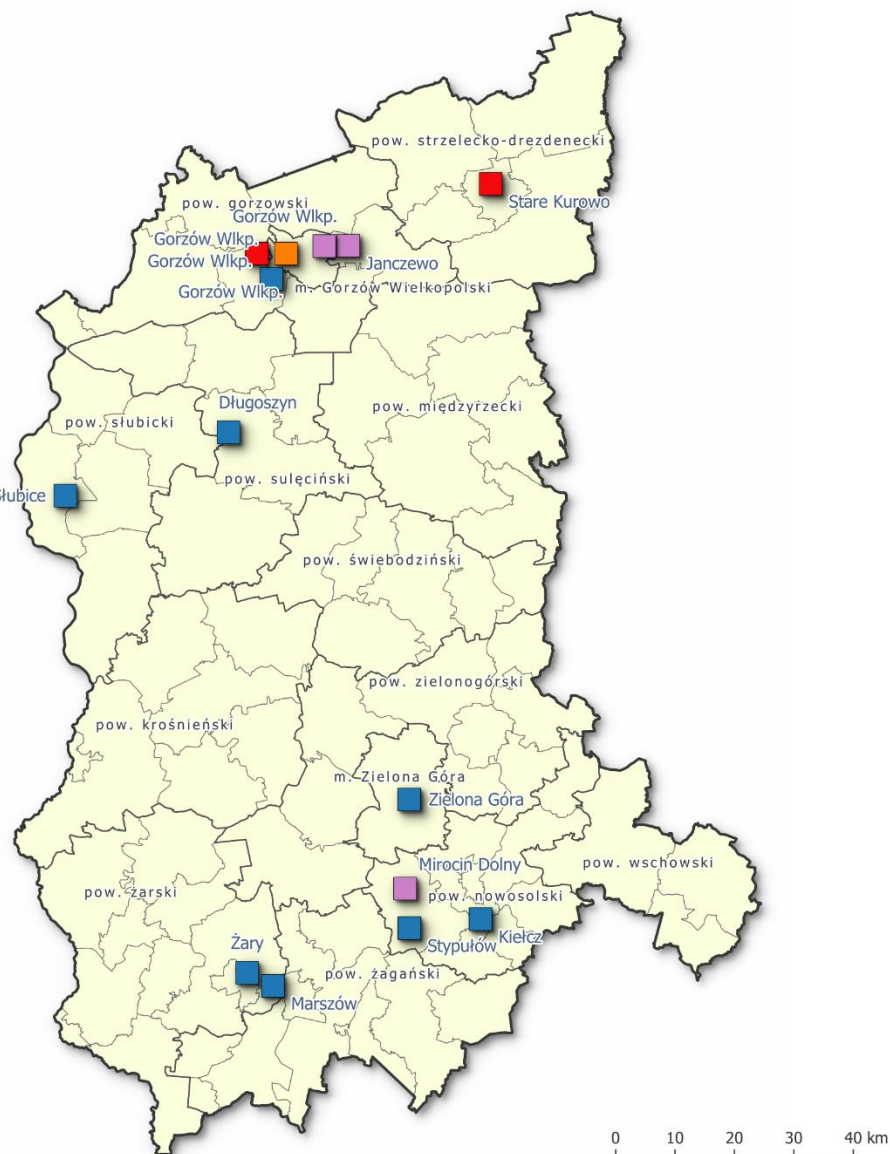 pow. strzelecko-drezdenecki
Stare Kurowo
pow. gorzowski
Gorzów Wlkp.
Gorzów Wlkp.
Gorzów Wlkp.
Janczewo
Gorzów Wlkp.
m. Gorzów Wielkopolski
Długoszyn
pow. słubicki
pow. międzyrzecki
pow. sulęciński
Słubice
pow. świebodziński
pow. zielonogórski
pow. krośnieński
m. Zielona Góra
Zielona Góra
Mirocin Dolny
pow. wschowski
pow. żarski
pow. nowosolski
Kiełcz
Stypułów
Żary
pow. żagański
Marszów
0 10 20 30 40 km